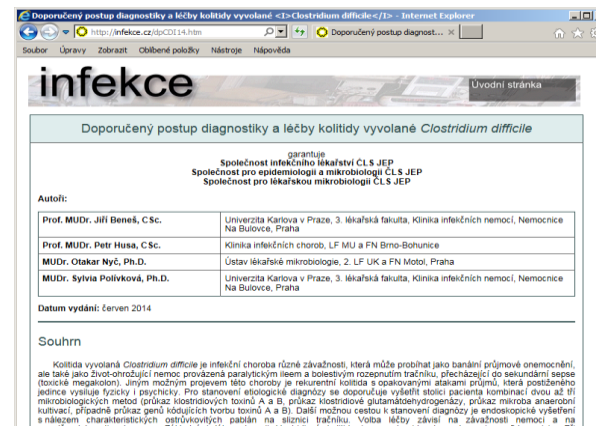 Doporučený postup diagnostiky a léčby kolitidy vyvolané <I>Clostridium difficile</I> - Internet Explorer
http://infekce.cz/dpCDI14.htm
Doporučený postup diagnost... ×
Soubor Úpravy Zobrazit Oblíbené položky Nástroje Nápověda
infekce
Úvodní stránka
Doporučený postup diagnostiky a léčby kolitidy vyvolané Clostridium difficile
garantuje
Společnost infekčního lékařství ČLS JEP
Společnost pro epidemiologii a mikrobiologii ČLS JEP
Společnost pro lékařskou mikrobiologii ČLS JEP
Autoři:
Prof. MUDr. Jiří Beneš, CSc. Univerzita Karlova v Praze, 3. lékařská fakulta, Klinika infekčních nemocí, Nemocnice
Na Bulovce, Praha
Prof. MUDr. Petr Husa, CSc. Klinika infekčních chorob, LF MU a FN Brno-Bohunice
MUDr. Otakar Nyč, Ph.D. Ústav lékařské mikrobiologie, 2. LF UK a FN Motol, Praha
MUDr. Sylvia Polívková, Ph.D. Univerzita Karlova v Praze, 3. lékařská fakulta, Klinika infekčních nemocí, Nemocnice
Na Bulovce, Praha
Datum vydání: červen 2014
Souhrn
Kolitida vyvolaná Clostridium difficile je infekční choroba různé závažnosti, která může probíhat jako banální průjmové onemocnění,
ale také jako život-ohrožující nemoc provázená paralytickým ileem a bolestivým rozepnutím tračníku, přecházející do sekundární sepse
(toxické megakolon). Jiným možným projevem této choroby je rekurentní kolitida s opakovanými atakami průjmů, která postiženého
jedince vysiluje fyzicky i psychicky. Pro stanovení etiologické diagnózy se doporučuje vyšetřit stolici pacienta kombinací dvou až tří
mikrobiologických metod (průkaz klostridiových toxinů A a B, průkaz klostridiové glutamátdehydrogenázy, průkaz mikroba anaerobní
kultivací, případně průkaz genů kódujících tvorbu toxinů A a B). Další možnou cestou k stanovení diagnózy je endoskopické vyšetření
s nálezem charakteristických ostrůvkovitých pablán na sliznici tračníku. Volba léčby závisí na závažnosti nemoci a na